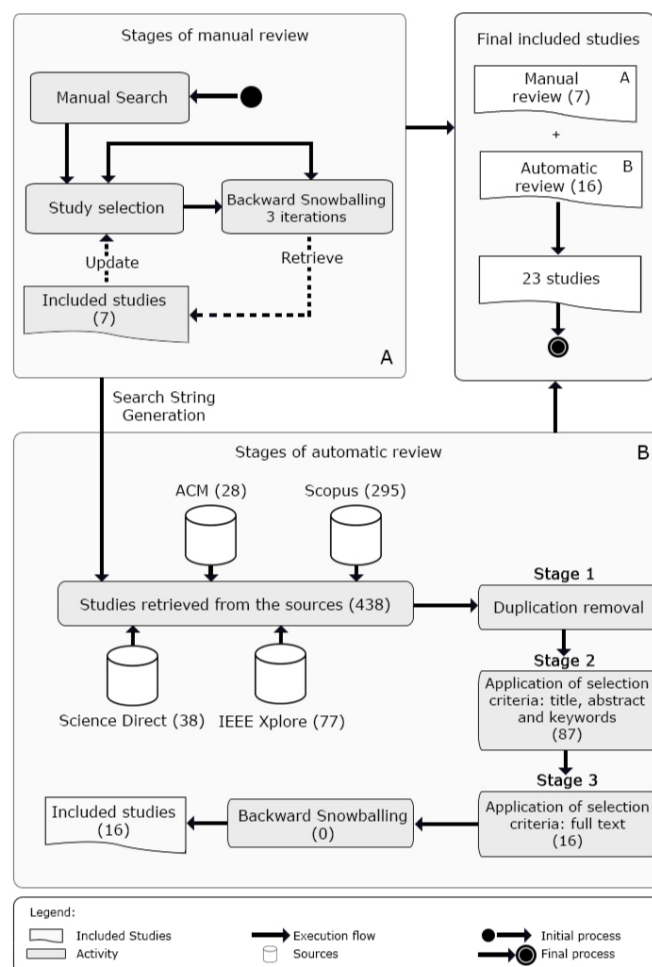 Stages of manual review
Manual Search
Study selection
Backward Snowballing
3 iterations
Update
Retrieve
Included studies
(7)
A
Final included studies
Manual
review (7)
A
+
Automatic
review (16)
B
23 studies
Search String
Generation
Stages of automatic review
B
ACM (28)
Scopus (295)
Studies retrieved from the sources (438)
Science Direct (38)
IEEE Xplore (77)
Stage 1
Duplication removal
Stage 2
Application of selection
criteria: title, abstract
and keywords
(87)
Stage 3
Application of selection
criteria: full text
(16)
Backward Snowballing
(0)
Included studies
(16)
Legend:
Included Studies
Execution flow
Initial process
Activity
Sources
Final process